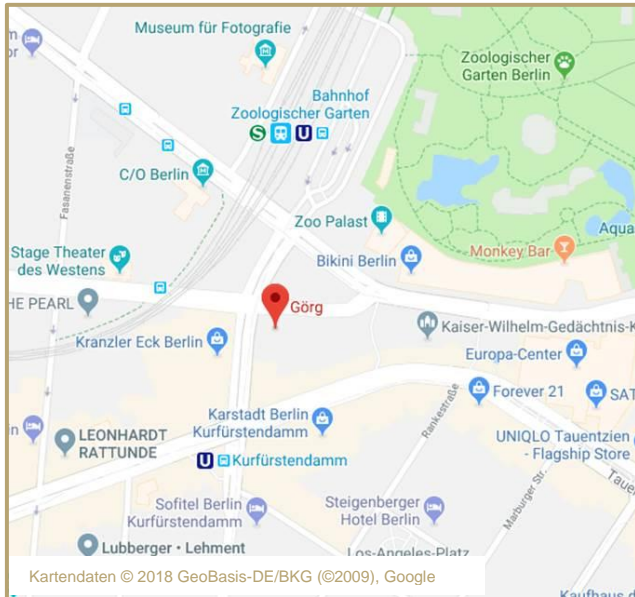 Museum für Fotografie
Zoologischer
Garten Berlin
Bahnhof
Zoologischer Garten
S
U
C/O Berlin
Fasanenstraße
Zoo Palast
Aqua
Stage Theater
des Westens
Bikini Berlin
Monkey Bar
HE PEARL
Görg
Kaiser-Wilhelm-Gedächtnis-K
Kranzler Eck Berlin
Europa-Center
Forever 21
SAT
Rankestraße
Karstadt Berlin
Kurfürstendamm
LEONHARDT
RATTUNDE
UNIQLO Tauentzien
- Flagship Store
U
Kurfürstendamm
Taue
Marburger Str.
Sofitel Berlin
Kurfürstendamm
Steigenberger
Hotel Berlin
Lubberger • Lehment
Los-Angeles-Platz
Kartendaten © 2018 GeoBasis-DE/BKG (©2009), Google